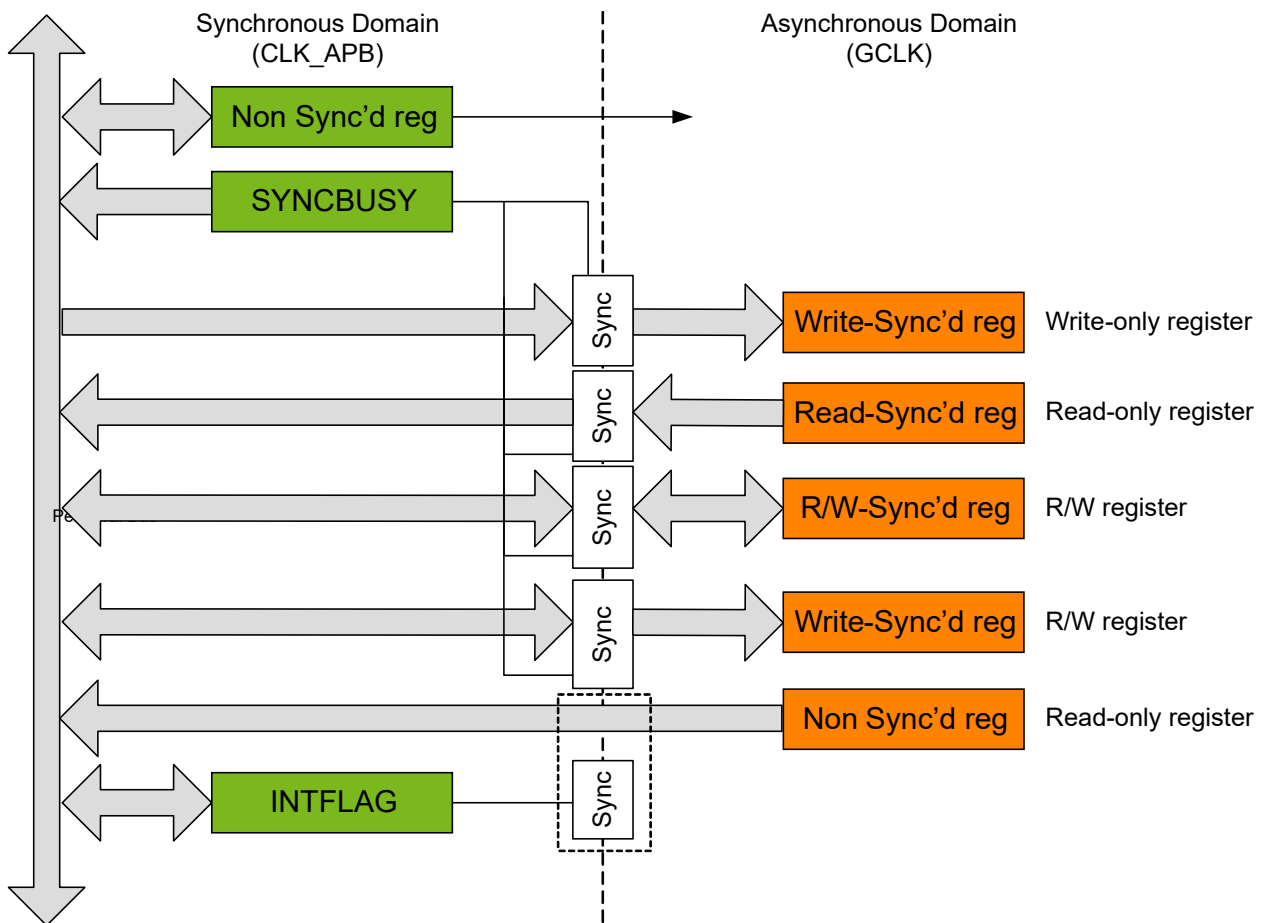 Synchronous Domain
(CLK_APB)
Asynchronous Domain
(GCLK)
Non Sync’d reg
SYNCBUSY
Sync
Write-Sync’d reg
Write-only register
Sync
Read-Sync’d reg
Read-only register
Sync
R/W-Sync’d reg
R/W register
Sync
Write-Sync’d reg
R/W register
Non Sync’d reg
Read-only register
INTFLAG
Sync